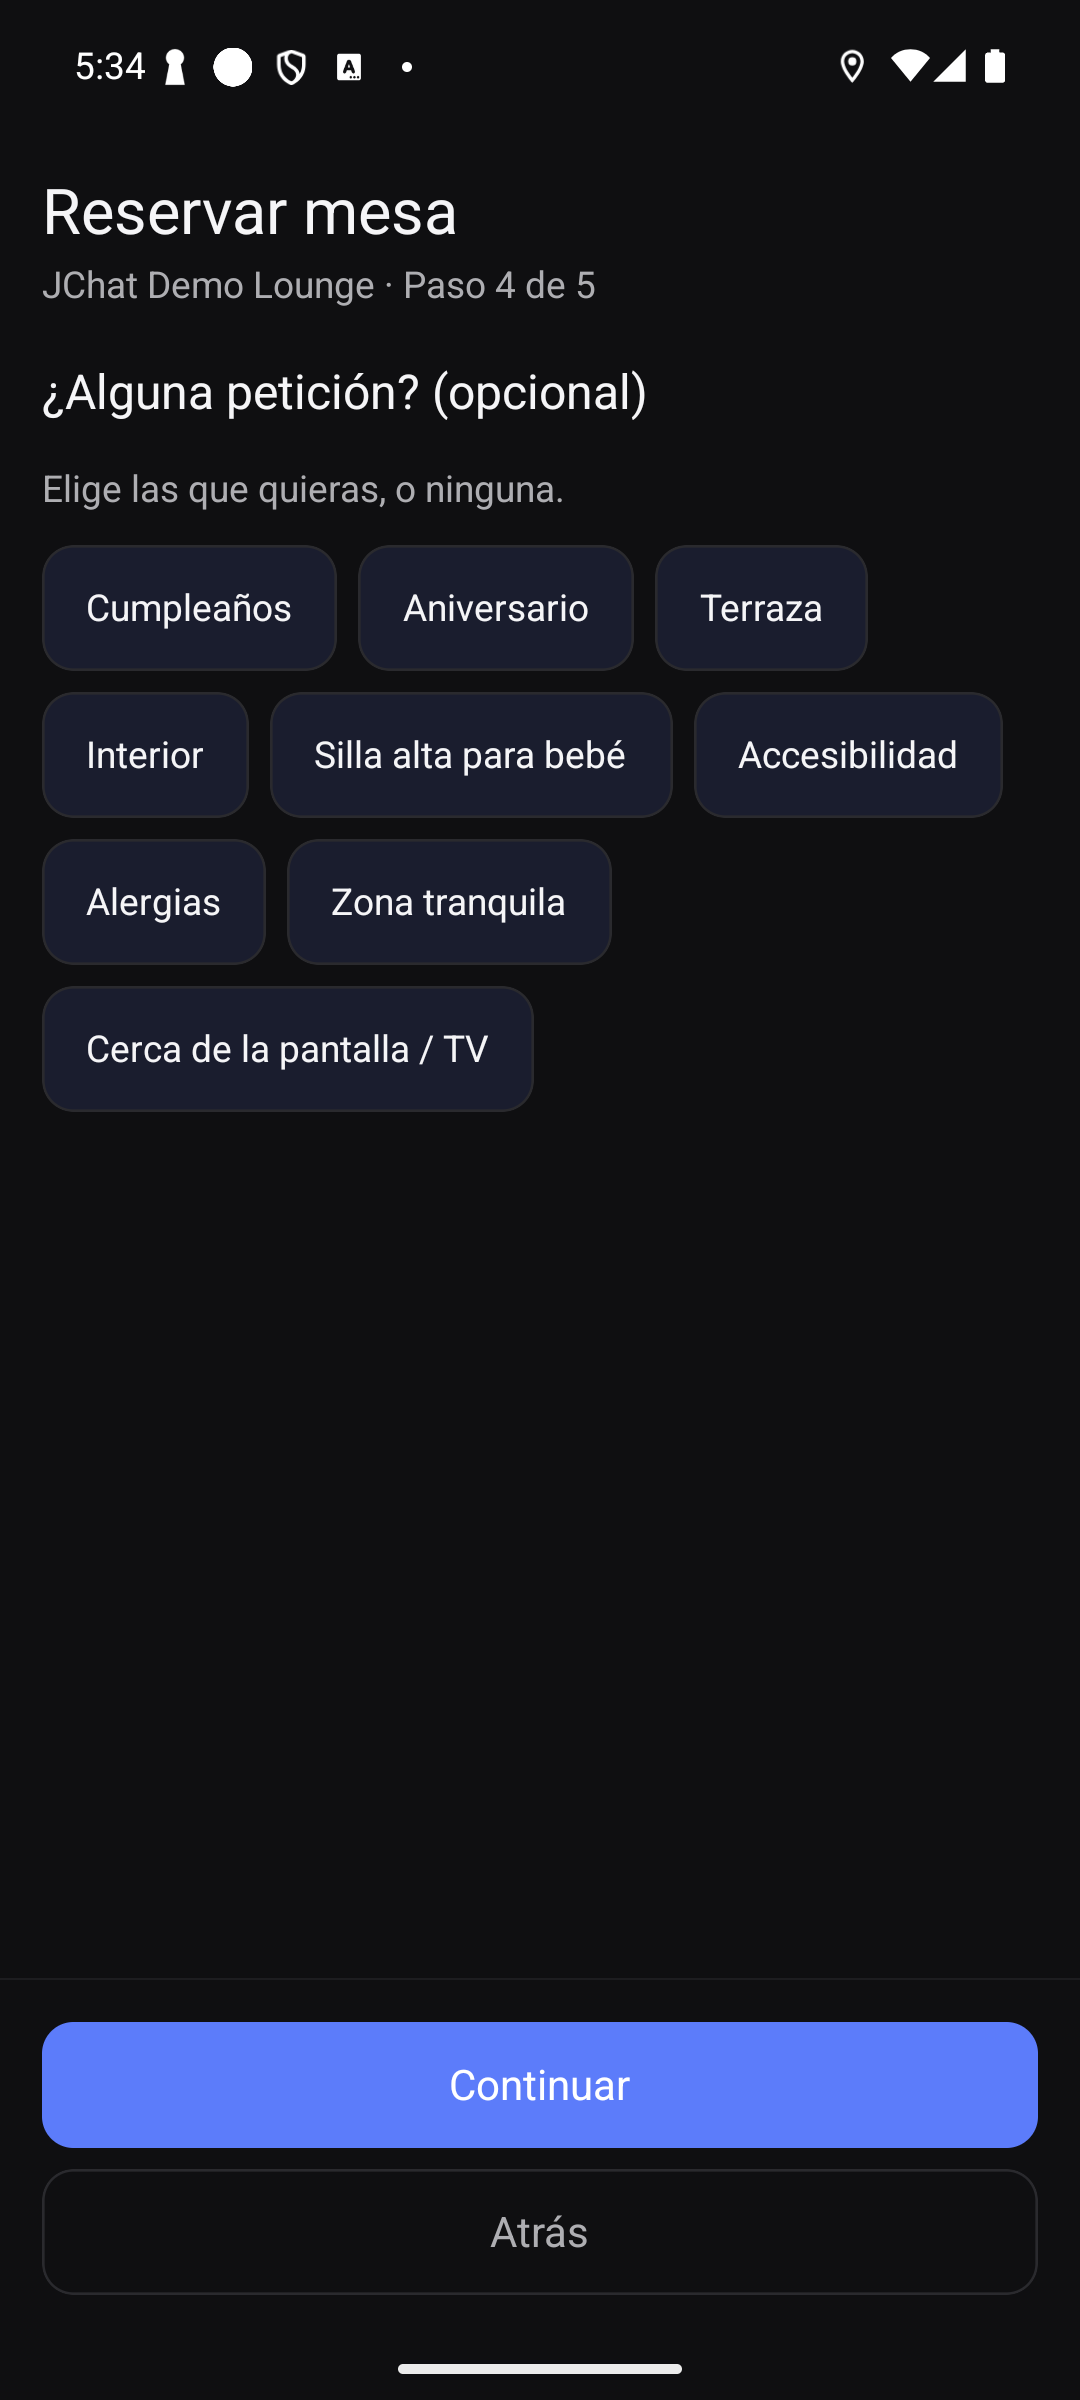 5:34
Reservar mesa
JChat Demo Lounge · Paso 4 de 5
¿Alguna petición? (opcional)
Elige las que quieras, o ninguna.
Cumpleaños Aniversario Terraza
Interior Silla alta para bebé Accesibilidad
Alergias Zona tranquila
Cerca de la pantalla / TV
Continuar
Atrás